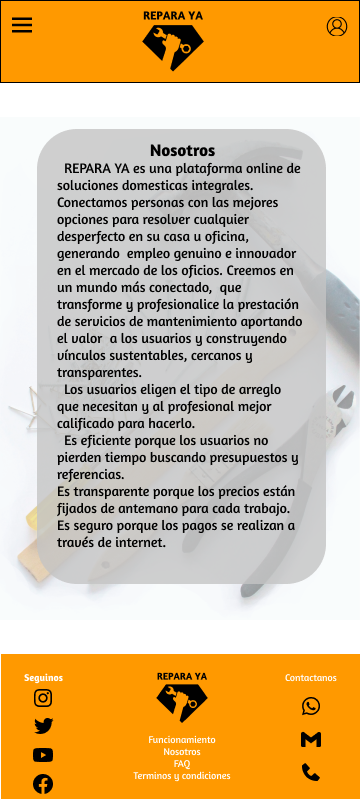 REPARA YA
Nosotros
REPARA YA es una plataforma online de
soluciones domesticas integrales.
Conectamos personas con las mejores
opciones para resolver cualquier
desperfecto en su casa u oficina,
generando  empleo genuino e innovador
en el mercado de los oficios. Creemos en
un mundo más conectado,  que
transforme y profesionalice la prestación
de servicios de mantenimiento aportando
el valor  a los usuarios y construyendo
vínculos sustentables, cercanos y
transparentes.
Los usuarios eligen el tipo de arreglo
que necesitan y al profesional mejor
calificado para hacerlo.
Es eficiente porque los usuarios no
pierden tiempo buscando presupuestos y
referencias.
Es transparente porque los precios están
fijados de antemano para cada trabajo.
Es seguro porque los pagos se realizan a
través de internet.
Seguinos
REPARA YA
Contactanos
Funcionamiento
Nosotros
FAQ
Terminos y condiciones